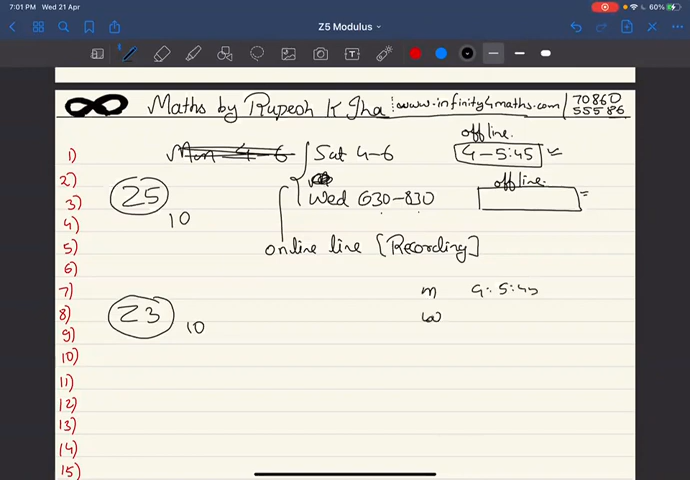 7:01 PM Wed 21 Apr 60%
Z5 Modulus
Maths by Rupesh K Jha www.infinity4maths.com 70860 55586
offline.
1) Mon 4-6 Sat 4-6 4-5:45
2) offline.
3) Z5 Wed 630-830
4) 10
5) online line [Recording]
6)
7) m 4:5:45
8) Z3 w
9) 10
10)
11)
12)
13)
14)
15)